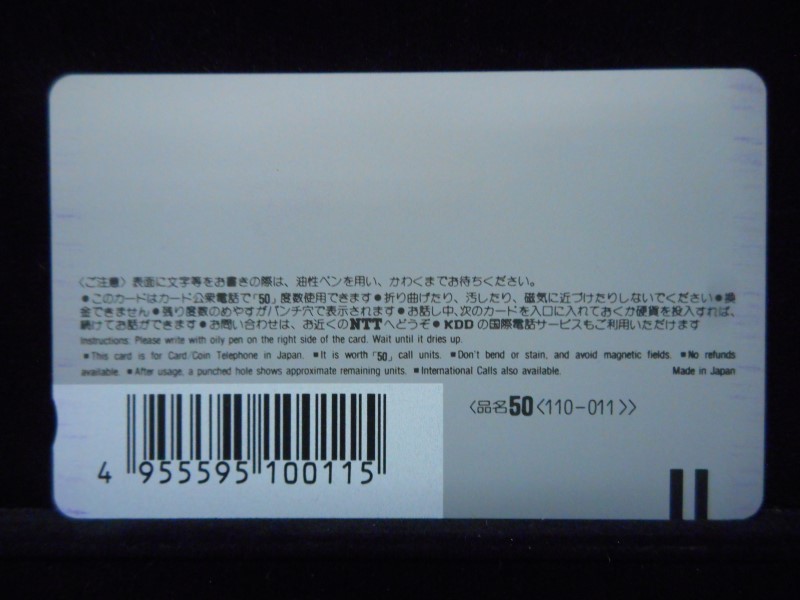 〈ご注意〉表面に文字等をお書きの際は、油性ペンを用い、かわくまでお待ちください。
●このカードはカード公衆電話で「50」度数使用できます●折り曲げたり、汚したり、磁気に近づけたりしないでください●換
金できません●残り度数のめやすがパンチ穴で表示されます●お話し中、次のカードを入口に入れておくか硬貨を投入すれば、
続けてお話ができます●お問い合わせは、お近くのNTTへどうぞ●KDDの国際電話サービスもご利用いただけます
Instructions. Please write with oily pen on the right side of the card. Wait until it dries up.
■This card is for Card/Coin Telephone in Japan. ■It is worth「50」call units. ■Don't bend or stain, and avoid magnetic fields. ■No refunds
available. ■After usage, a punched hole shows approximate remaining units. ■International Calls also available. Made in Japan
〈品名50〈110-011〉〉
4 955595 100115